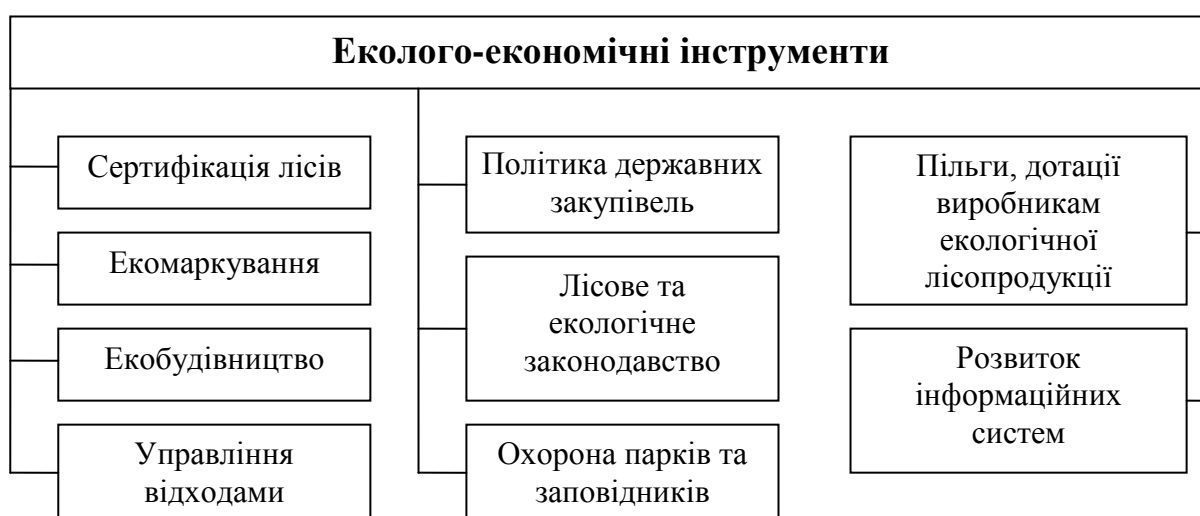 Еколого-економічні інструменти
Сертифікація лісів
Екомаркування
Екобудівництво
Управління
відходами
Політика державних
закупівель
Лісове та
екологічне
законодавство
Охорона парків та
заповідників
Пільги, дотації
виробникам
екологічної
лісопродукції
Розвиток
інформаційних
систем